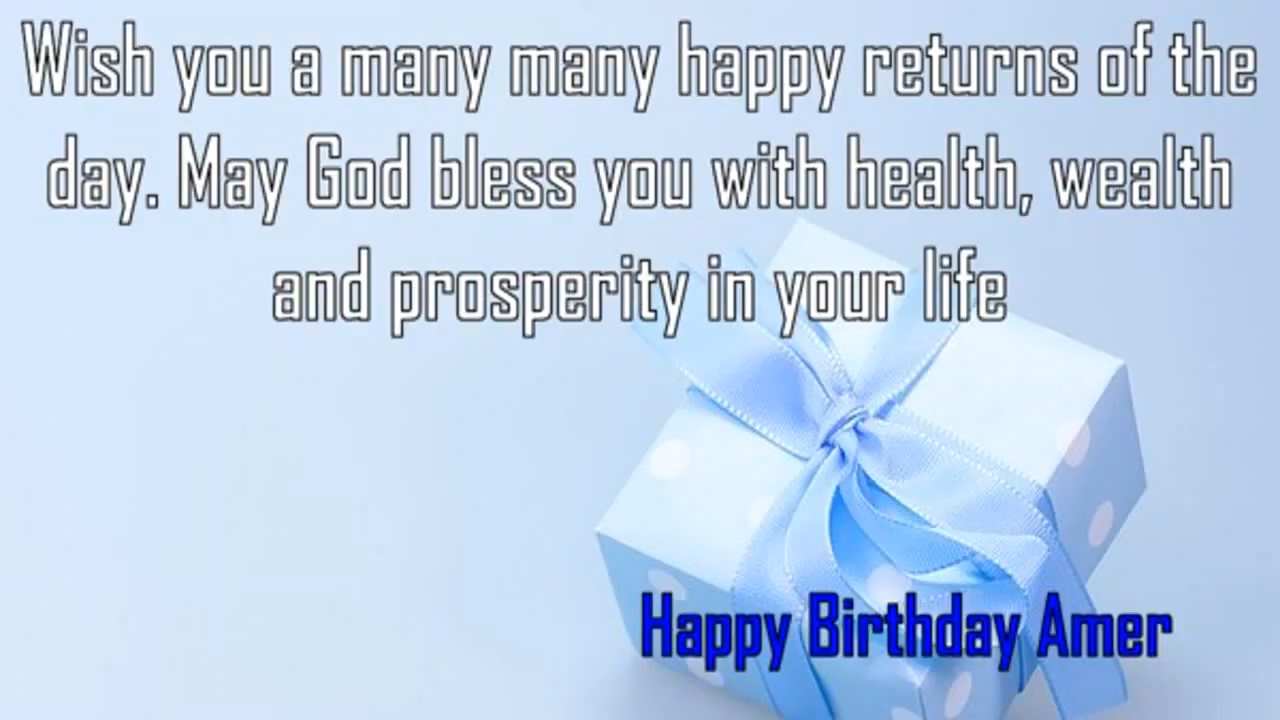 Wish you a many many happy returns of the
day. May God bless you with health, wealth
and prosperity in your life
Happy Birthday Amer